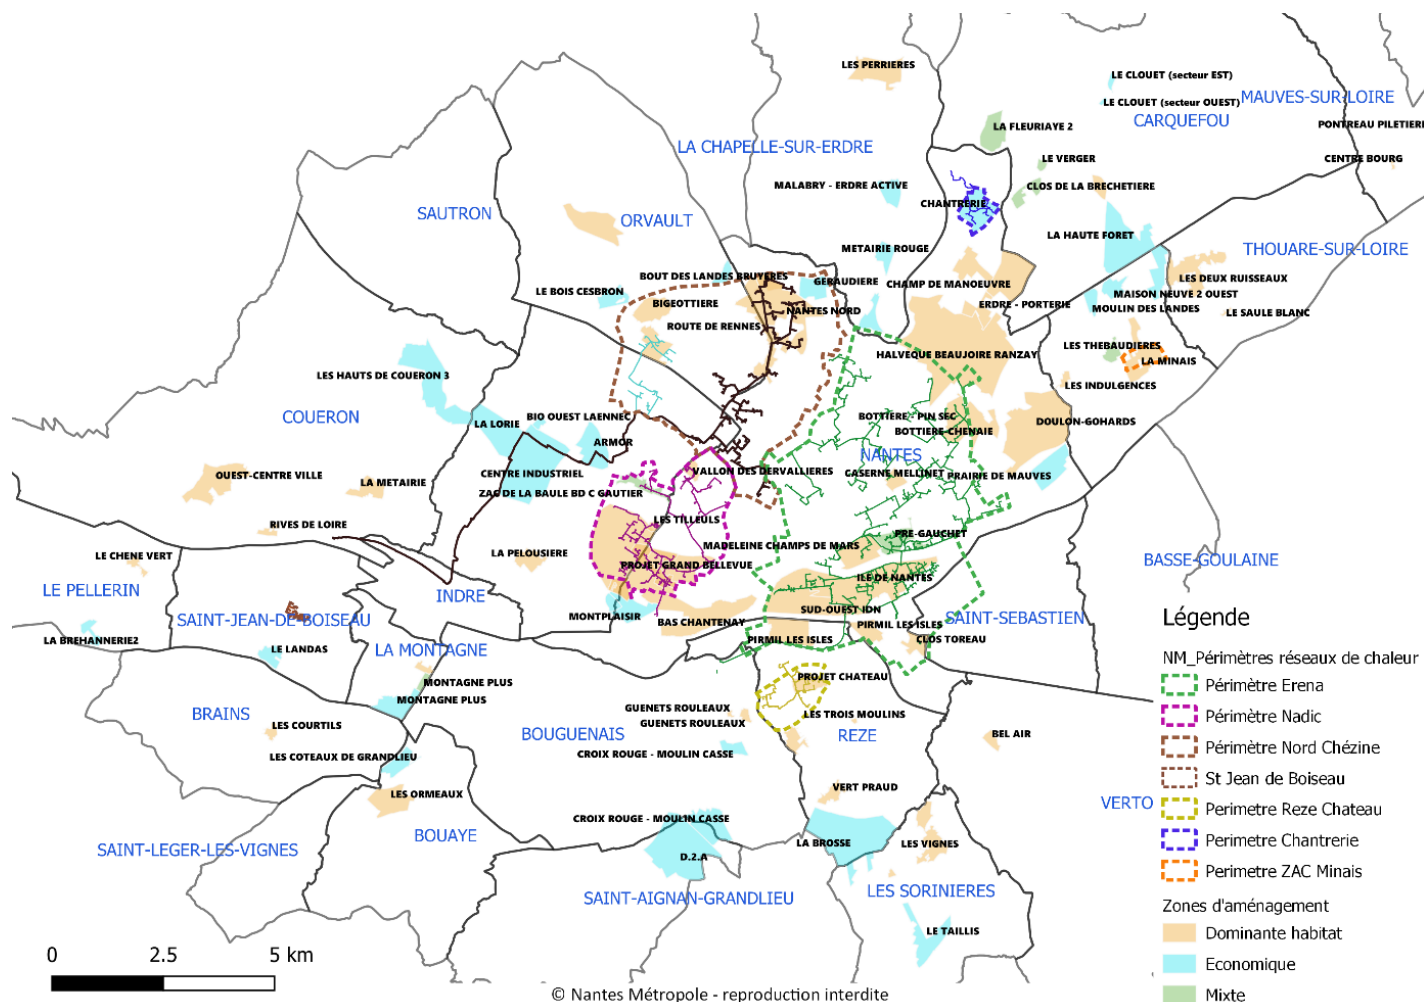 LES PERRIERES
LE CLOUET (secteur EST)
LE CLOUET (secteur OUEST)
MAUVES-SUR-LOIRE
CARQUEFOU
PONTREAU PILETIERE
LA FLEURIAYE 2
LA CHAPELLE-SUR-ERDRE
LE VERGER
CENTRE BOURG
MALABRY - ERDRE ACTIVE
CLOS DE LA BRECHETIERE
CHANTRERIE
SAUTRON
ORVAULT
LA HAUTE FORET
METAIRIE ROUGE
THOUARE-SUR-LOIRE
BOUT DES LANDES BRUYERES
GERAUDIERE
CHAMP DE MANOEUVRE
LES DEUX RUISSEAUX
LE BOIS CESBRON
BIGEOTTIERE
MAISON NEUVE 2 OUEST
ERDRE - PORTERIE
MOULIN DES LANDES
NANTES NORD
LE SAULE BLANC
ROUTE DE RENNES
LES THEBAUDIERES
HALVEQUE BEAUJOIRE RANZAY
LA MINAIS
LES HAUTS DE COUERON 3
LES INDULGENCES
COUERON
BIO OUEST LAENNEC
BOTTIERE - PIN SEC
LA LORIE
DOULON-GOHARDS
BOTTIERE-CHENAIE
ARMOR
NANTES
OUEST-CENTRE VILLE
CENTRE INDUSTRIEL
VALLON DES DERVALLIERES
CASERNE MELLINET
PRAIRIE DE MAUVES
LA METAIRIE
ZAC DE LA BAULE BD C GAUTIER
RIVES DE LOIRE
LES TILLEULS
PRE-GAUCHET
MADELEINE CHAMPS DE MARS
LE CHENE VERT
LA PELOUSIERE
BASSE-GOULAINE
PROJET GRAND BELLEVUE
ILE DE NANTES
LE PELLERIN
INDRE
SAINT-JEAN-DE-BOISEAU
MONTPLAISIR
SUD-OUEST IDN
SAINT-SEBASTIEN
BAS CHANTENAY
PIRMIL LES ISLES
LA BREHANNERIE2
PIRMIL LES ISLES
CLOS TOREAU
LE LANDAS
LA MONTAGNE
PROJET CHATEAU
MONTAGNE PLUS
MONTAGNE PLUS
GUENETS ROULEAUX
LES TROIS MOULINS
BRAINS
GUENETS ROULEAUX
LES COURTILS
BOUGUENAIS
REZE
BEL AIR
CROIX ROUGE - MOULIN CASSE
LES COTEAUX DE GRANDLIEU
VERT PRAUD
LES ORMEAUX
VERTO
CROIX ROUGE - MOULIN CASSE
BOUAYE
LA BROSSE
LES VIGNES
SAINT-LEGER-LES-VIGNES
D.2.A
LES SORINIERES
SAINT-AIGNAN-GRANDLIEU
LE TAILLIS
Légende
NM_Périmètres réseaux de chaleur
Périmètre Erena
Périmètre Nadic
Périmètre Nord Chézine
St Jean de Boiseau
Perimetre Reze Chateau
Perimetre Chantrerie
Perimetre ZAC Minais
Zones d'aménagement
Dominante habitat
Economique
Mixte
0 2.5 5 km
© Nantes Métropole - reproduction interdite